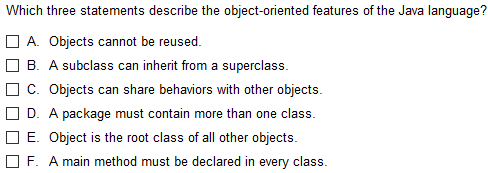 Which three statements describe the object-oriented features of the Java language?
A. Objects cannot be reused.
B. A subclass can inherit from a superclass.
C. Objects can share behaviors with other objects.
D. A package must contain more than one class.
E. Object is the root class of all other objects.
F. A main method must be declared in every class.